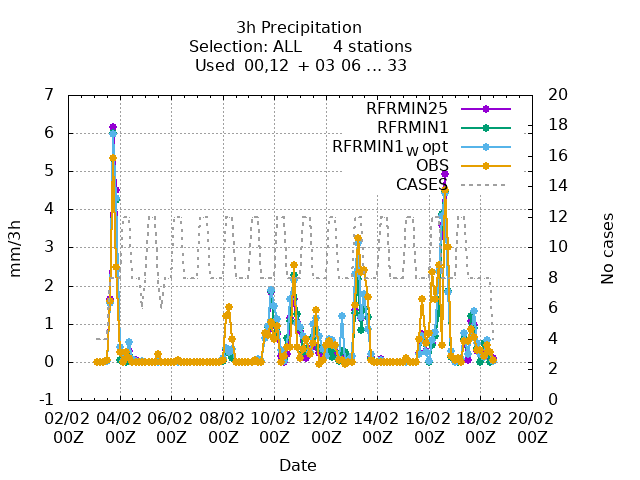 3h Precipitation
Selection: ALL 4 stations
Used 00,12 + 03 06 ... 33
7
6
5
4
3
2
1
0
-1
mm/3h
20
18
16
14
12
10
8
6
4
2
0
No cases
RFRMIN25
RFRMIN1
RFRMIN1W opt
OBS
CASES
02/02 04/02 06/02 08/02 10/02 12/02 14/02 16/02 18/02 20/02
00Z 00Z 00Z 00Z 00Z 00Z 00Z 00Z 00Z 00Z
Date